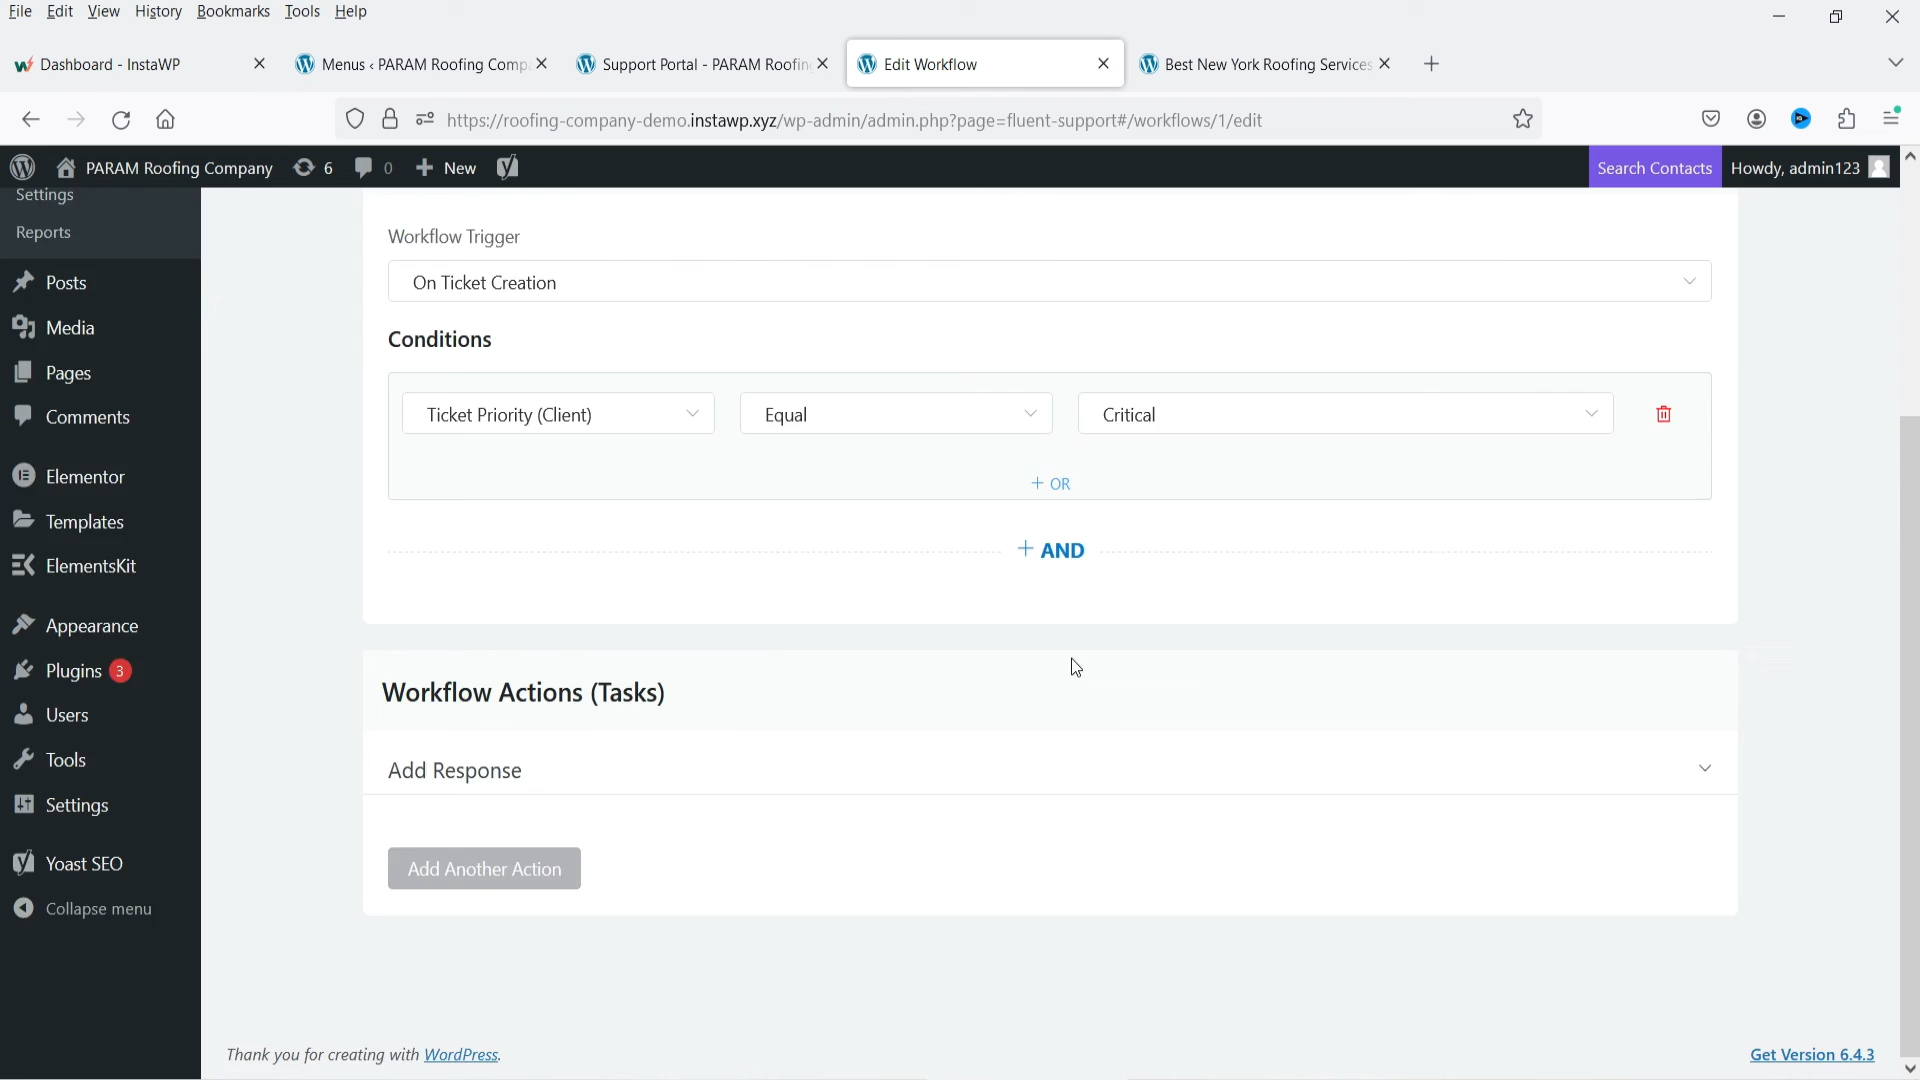 File Edit View History Bookmarks Tools Help
Dashboard - InstaWP
Menus ‹ PARAM Roofing Comp
Support Portal - PARAM Roofin
Edit Workflow
Best New York Roofing Services
https://roofing-company-demo.instawp.xyz/wp-admin/admin.php?page=fluent-support#/workflows/1/edit
PARAM Roofing Company 6 0 + New Search Contacts Howdy, admin123
Settings
Reports
Posts
Media
Pages
Comments
Elementor
Templates
ElementsKit
Appearance
Plugins 3
Users
Tools
Settings
Yoast SEO
Collapse menu
Workflow Trigger
On Ticket Creation
Conditions
Ticket Priority (Client) Equal Critical
+ OR
+ AND
Workflow Actions (Tasks)
Add Response
Add Another Action
Thank you for creating with WordPress. Get Version 6.4.3